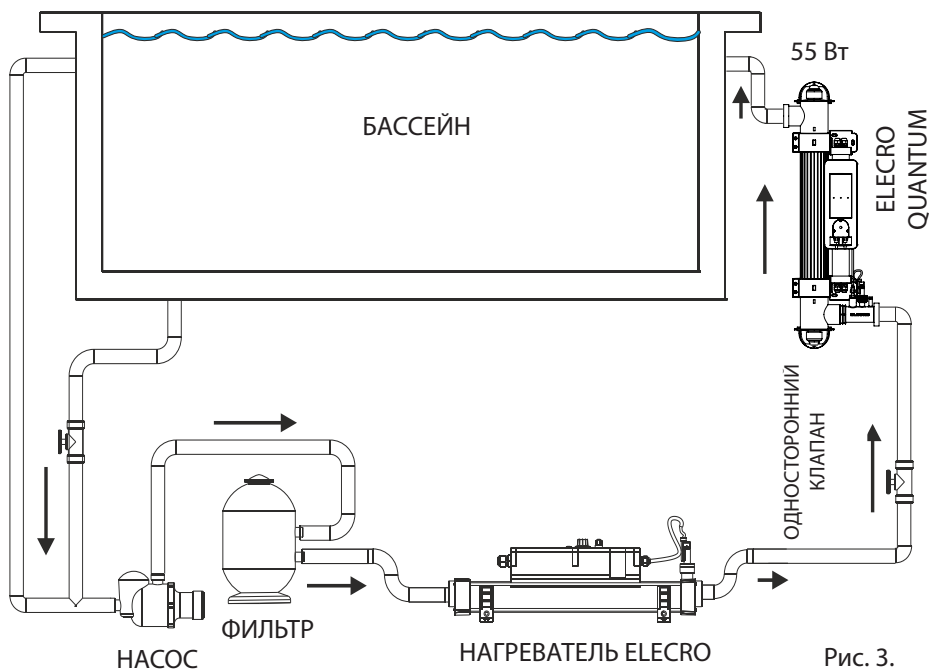 55 Вт
БАССЕЙН
ELECRO
QUANTUM
ОДНОСТОРОННИЙ
КЛАПАН
ФИЛЬТР
НАСОС
НАГРЕВАТЕЛЬ ELECRO
Рис. 3.